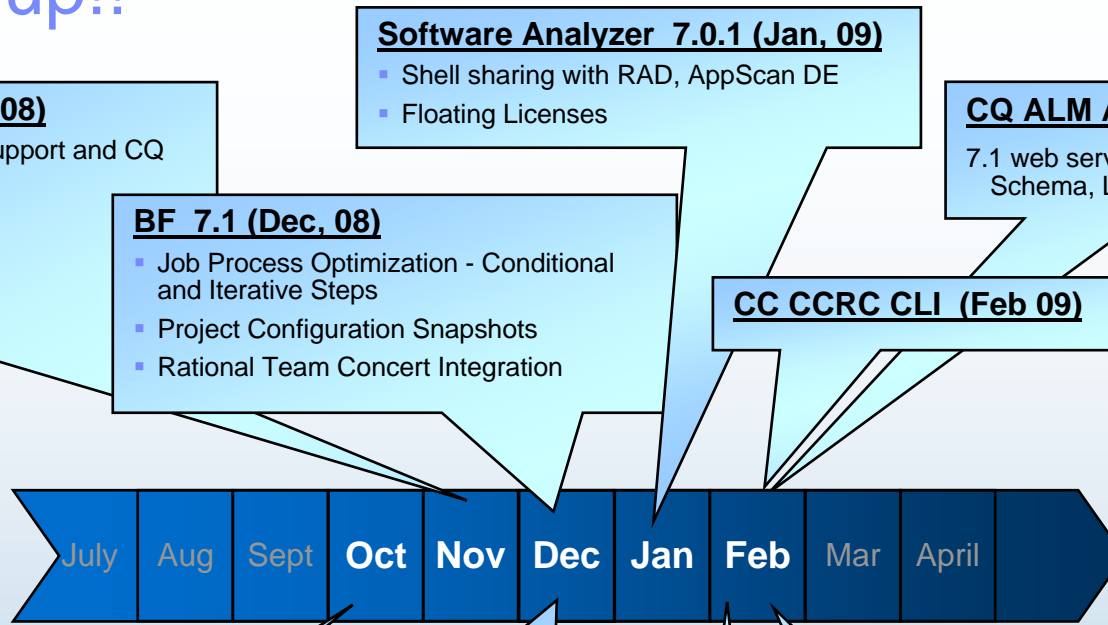 up!!
Software Analyzer 7.0.1 (Jan, 09)
Shell sharing with RAD, AppScan DE
Floating Licenses
08)
CQ
CQ ALM
7.1 web
Schema,
BF 7.1 (Dec, 08)
Job Process Optimization - Conditional
and Iterative Steps
Project Configuration Snapshots
Rational Team Concert Integration
CC CCRC CLI (Feb 09)
July Aug Sept Oct Nov Dec Jan Feb Mar April